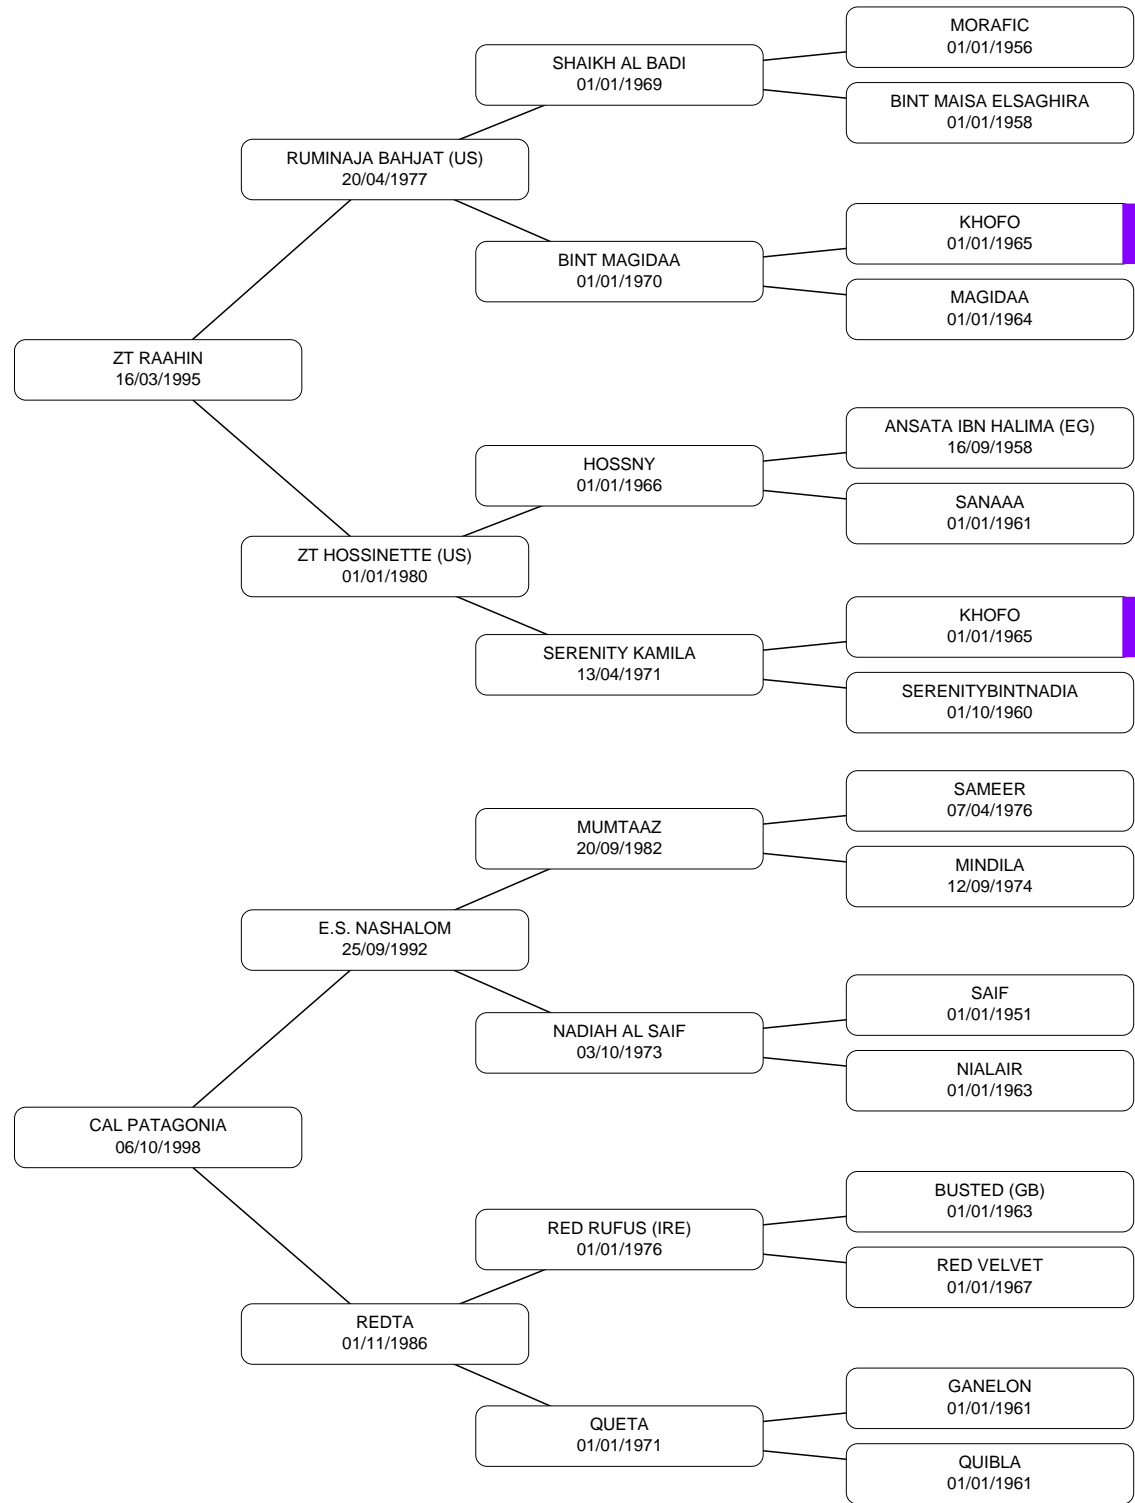 MORAFIC
01/01/1956
SHAIKH AL BADI
01/01/1969
BINT MAISA ELSAGHIRA
01/01/1958
RUMINAJA BAHJAT (US)
20/04/1977
KHOFO
01/01/1965
BINT MAGIDAA
01/01/1970
MAGIDAA
01/01/1964
ZT RAAHIN
16/03/1995
ANSATA IBN HALIMA (EG)
16/09/1958
HOSSNY
01/01/1966
SANAAA
01/01/1961
ZT HOSSINETTE (US)
01/01/1980
KHOFO
01/01/1965
SERENITY KAMILA
13/04/1971
SERENITYBINTNADIA
01/10/1960
SAMEER
07/04/1976
MUMTAAZ
20/09/1982
MINDILA
12/09/1974
E.S. NASHALOM
25/09/1992
SAIF
01/01/1951
NADIAH AL SAIF
03/10/1973
NIALAIR
01/01/1963
CAL PATAGONIA
06/10/1998
BUSTED (GB)
01/01/1963
RED RUFUS (IRE)
01/01/1976
RED VELVET
01/01/1967
REDTA
01/11/1986
GANELON
01/01/1961
QUETA
01/01/1971
QUIBLA
01/01/1961